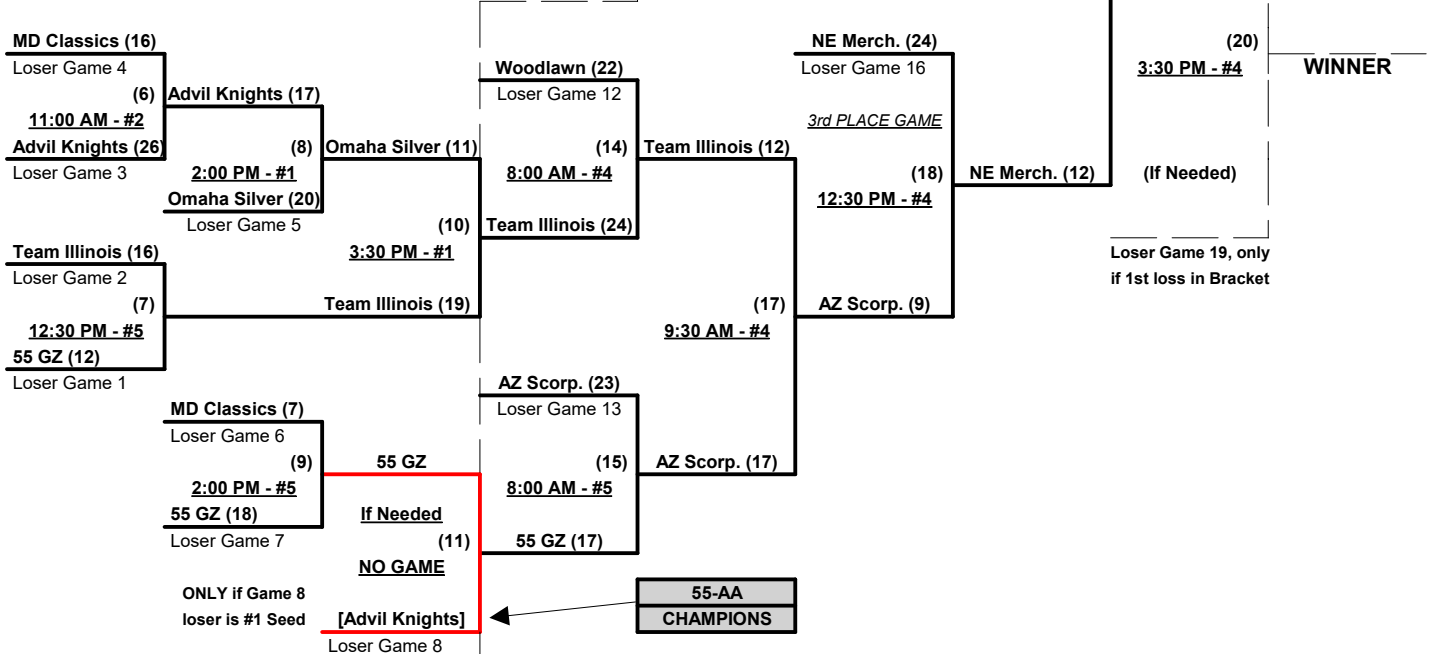 MD Classics (16)
Loser Game 4
(6)
11:00 AM - #2
Advil Knights (26)
Loser Game 3
Advil Knights (17)
(8)
2:00 PM - #1
Omaha Silver (20)
Loser Game 5
Omaha Silver (11)
(10)
3:30 PM - #1
Team Illinois (16)
Loser Game 2
(7)
12:30 PM - #5
55 GZ (12)
Loser Game 1
Team Illinois (19)
MD Classics (7)
Loser Game 6
(9)
2:00 PM - #5
55 GZ (18)
Loser Game 7
55 GZ
If Needed
(11)
NO GAME
ONLY if Game 8
loser is #1 Seed
[Advil Knights]
Loser Game 8
Woodlawn (22)
Loser Game 12
(14)
8:00 AM - #4
Team Illinois (24)
Team Illinois (12)
(17)
9:30 AM - #4
AZ Scorp. (23)
Loser Game 13
(15)
8:00 AM - #5
55 GZ (17)
AZ Scorp. (17)
55-AA
CHAMPIONS
NE Merch. (24)
Loser Game 16
3rd PLACE GAME
(18)
12:30 PM - #4
AZ Scorp. (9)
NE Merch. (12)
(20)
3:30 PM - #4
WINNER
(If Needed)
Loser Game 19, only
if 1st loss in Bracket